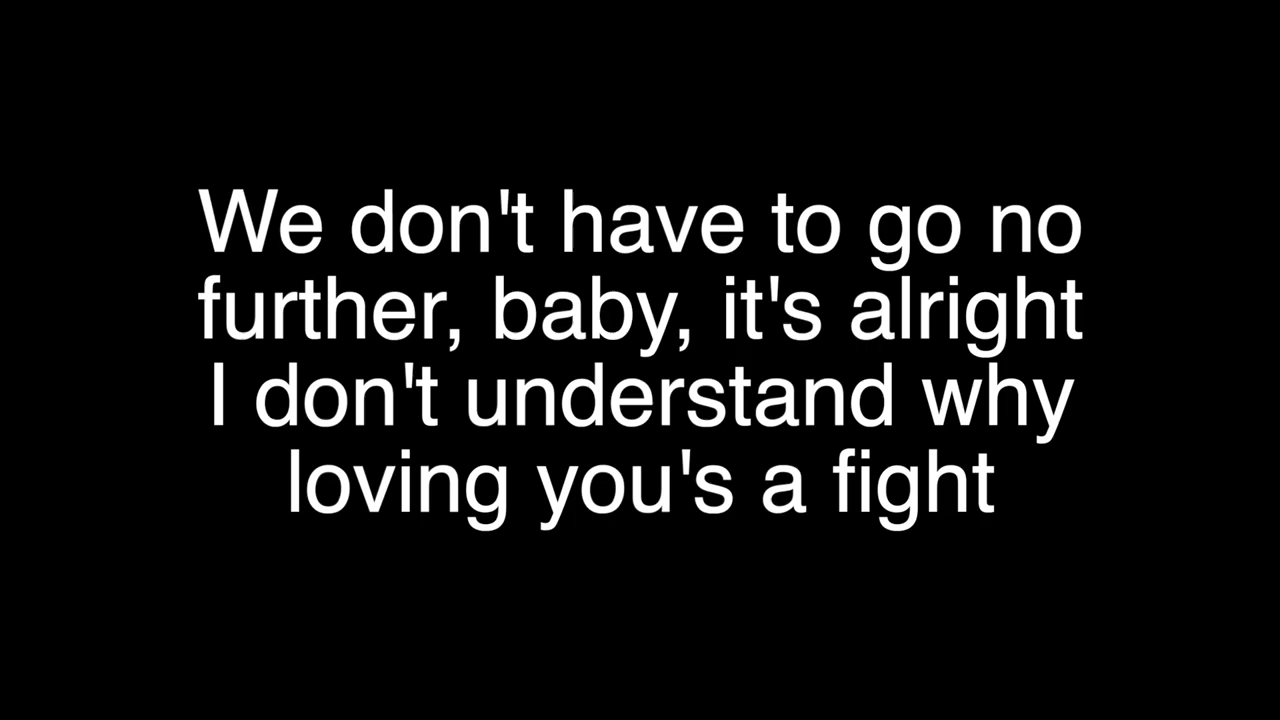 We don't have to go no
further, baby, it's alright
I don't understand why
loving you's a fight